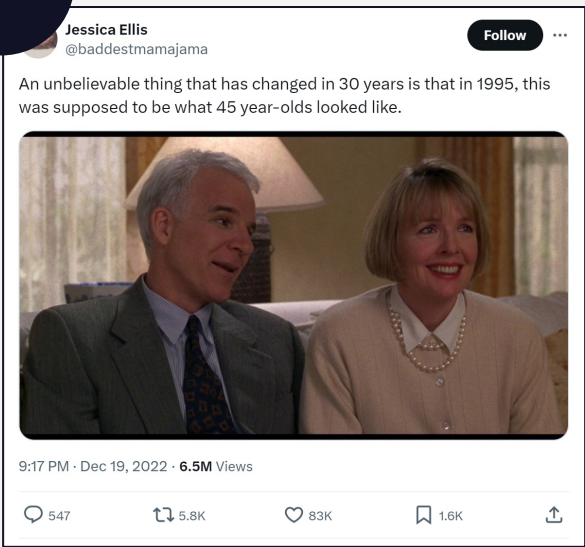 Jessica Ellis
@baddestmamajama
Follow
An unbelievable thing that has changed in 30 years is that in 1995, this
was supposed to be what 45 year-olds looked like.
9:17 PM · Dec 19, 2022 · 6.5M Views
547 5.8K 83K 1.6K